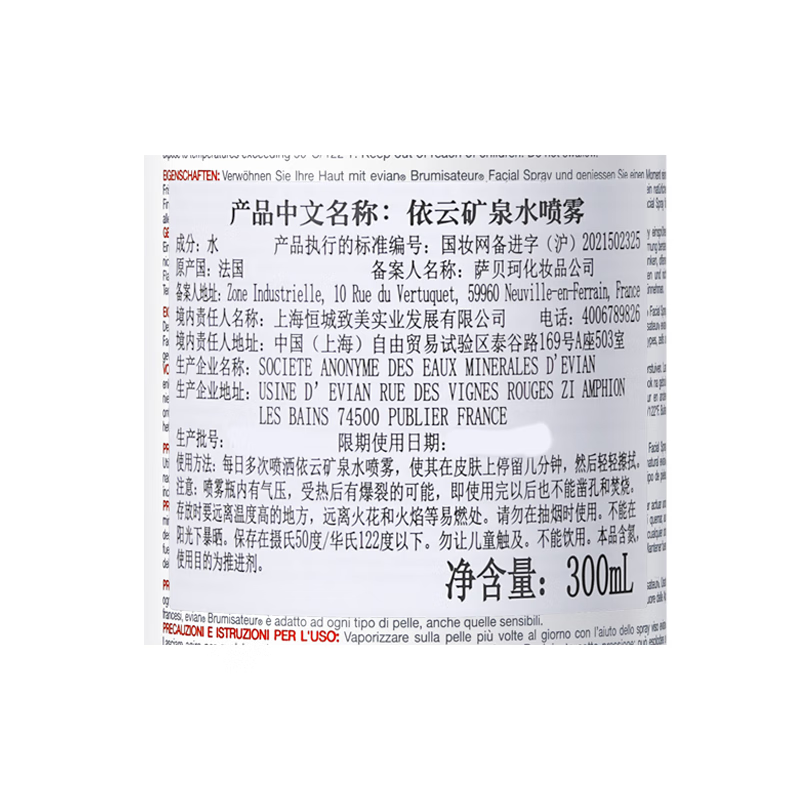 to temperatures exceeding 50°C/122°F. Keep out of reach of children. Do not swallow.
EIGENSCHAFTEN: Verwöhnen Sie Ihre Haut mit evian® Brumisateur® Facial Spray und geniessen Sie einen Moment
产品中文名称：依云矿泉水喷雾
成分：水 产品执行的标准编号：国妆网备进字（沪）2021502325
原产国：法国 备案人名称：萨贝珂化妆品公司
备案人地址：Zone Industrielle, 10 Rue du Vertuquet, 59960 Neuville-en-Ferrain, France
境内责任人名称：上海恒城致美实业发展有限公司 电话：4006789826
境内责任人地址：中国（上海）自由贸易试验区泰谷路169号A座503室
生产企业名称：SOCIETE ANONYME DES EAUX MINERALES D'EVIAN
生产企业地址：USINE D' EVIAN RUE DES VIGNES ROUGES ZI AMPHION
LES BAINS 74500 PUBLIER FRANCE
生产批号： 限期使用日期：
使用方法：每日多次喷洒依云矿泉水喷雾，使其在皮肤上停留几分钟，然后轻轻擦拭。
注意：喷雾瓶内有气压，受热后有爆裂的可能，即使用完以后也不能凿孔和焚烧。
存放时要远离温度高的地方，远离火花和火焰等易燃处。请勿在抽烟时使用。不能在
阳光下暴晒。保存在摄氏50度/华氏122度以下。勿让儿童触及。不能饮用。本品含氮，
使用目的为推进剂。
净含量：300mL
francesi, evian® Brumisateur® è adatto ad ogni tipo di pelle, anche quelle sensibili.
PRECAUZIONI E ISTRUZIONI PER L'USO: Vaporizzare sulla pelle più volte al giorno con l'aiuto dello spray viso